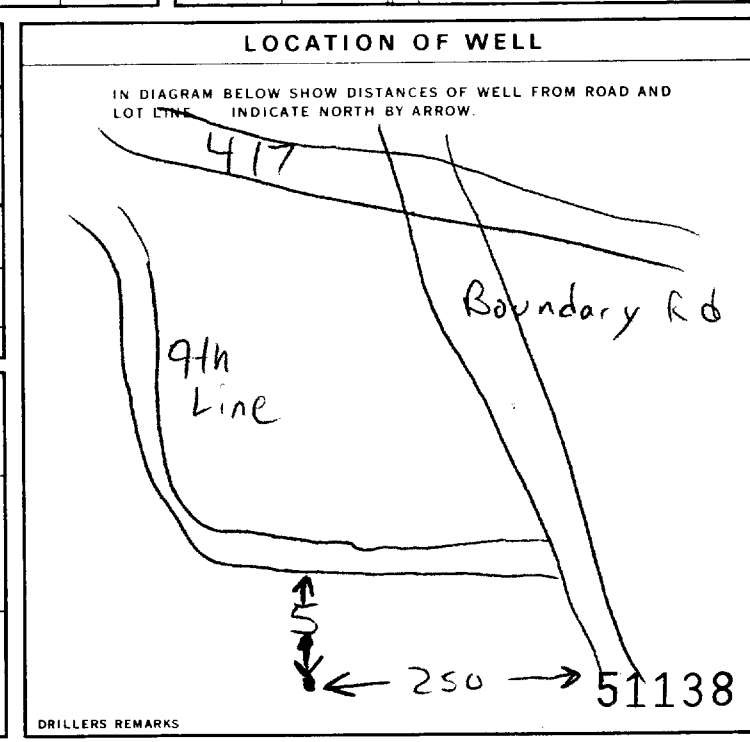 LOCATION OF WELL
IN DIAGRAM BELOW SHOW DISTANCES OF WELL FROM ROAD AND
LOT LINE INDICATE NORTH BY ARROW.
417
Boundary Rd
9th
Line
5
250
51138
DRILLERS REMARKS